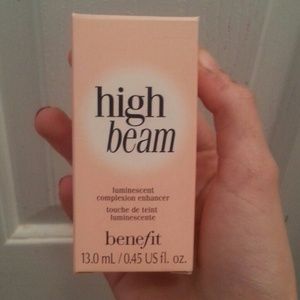 high
beam
luminescent
complexion enhancer
touche de teint
luminescente
benefit
13.0 mL / 0.45 US fl. oz.